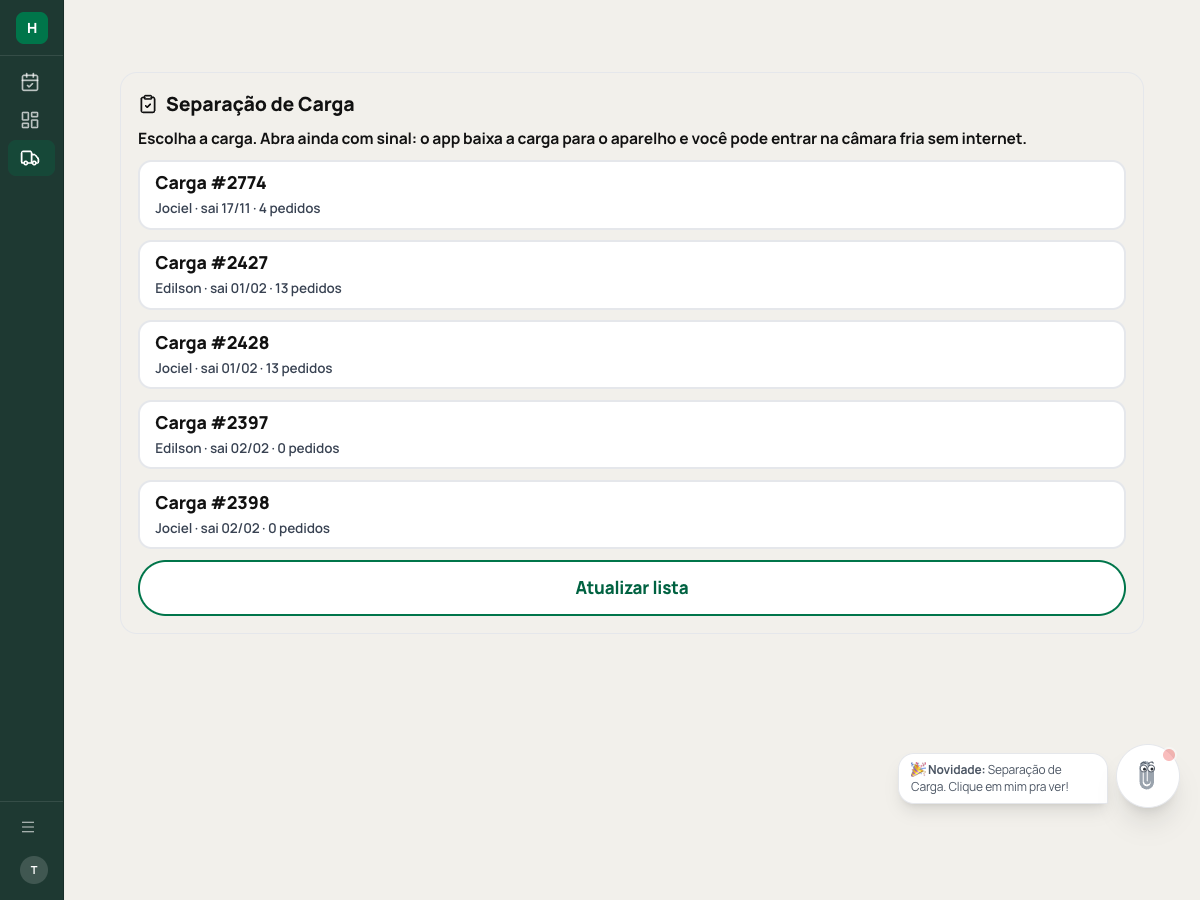 H
Separação de Carga
Escolha a carga. Abra ainda com sinal: o app baixa a carga para o aparelho e você pode entrar na câmara fria sem internet.
Carga #2774
Jociel · sai 17/11 · 4 pedidos
Carga #2427
Edilson · sai 01/02 · 13 pedidos
Carga #2428
Jociel · sai 01/02 · 13 pedidos
Carga #2397
Edilson · sai 02/02 · 0 pedidos
Carga #2398
Jociel · sai 02/02 · 0 pedidos
Atualizar lista
🎉 Novidade: Separação de
Carga. Clique em mim pra ver!
T